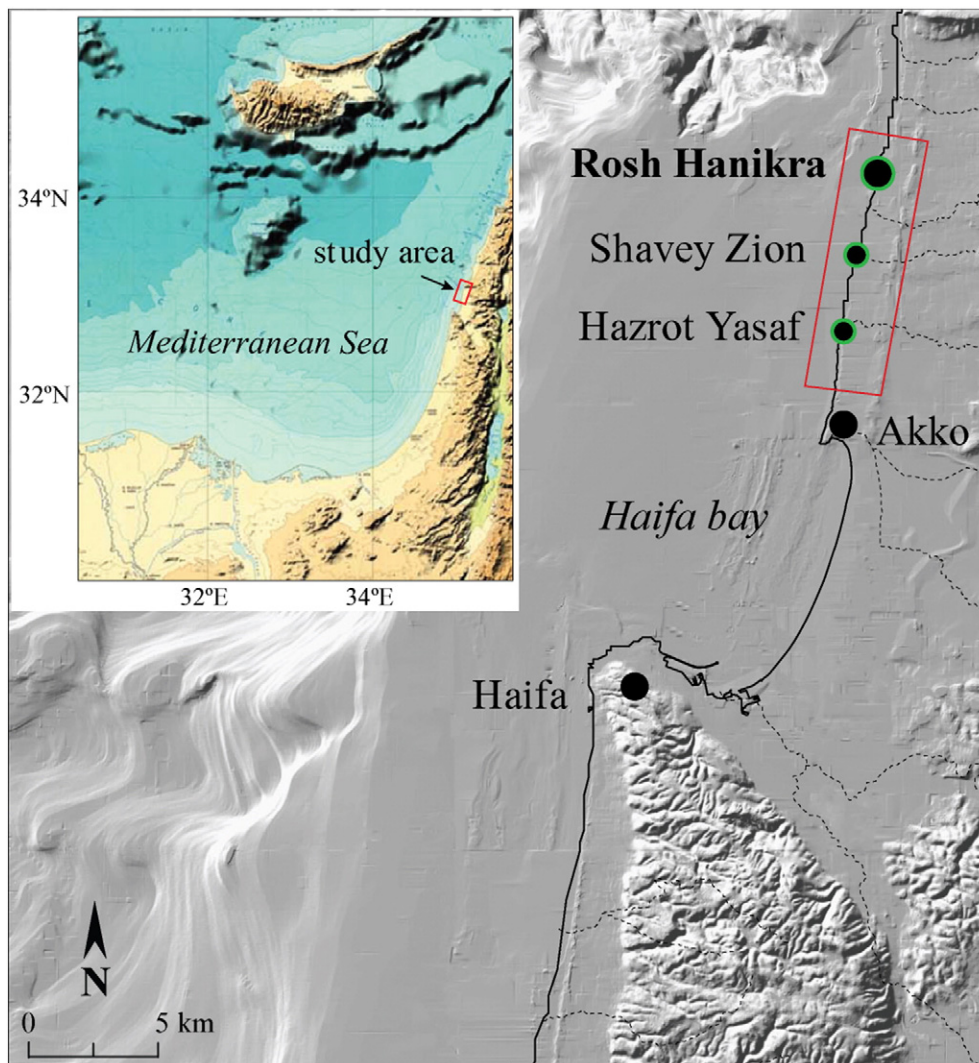 34ºN
study area
Mediterranean Sea
32ºN
32ºE
34ºE
Rosh Hanikra
Shavey Zion
Hazrot Yasaf
Akko
Haifa bay
Haifa
N
0
5 km